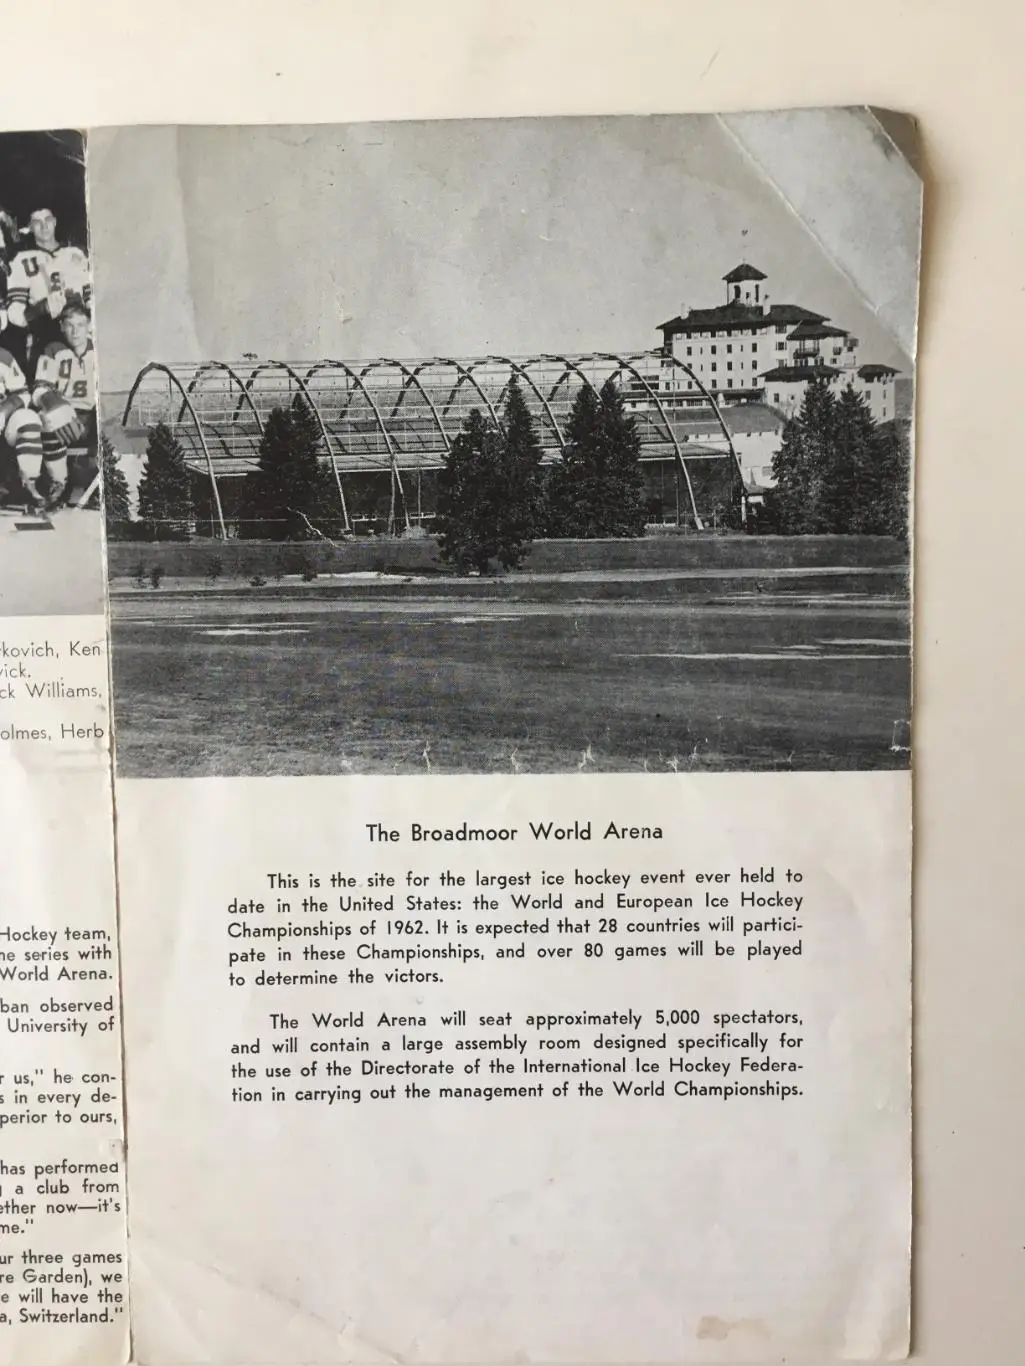 U
U S
kovich, Ken
vick.
ck Williams,
olmes, Herb
Hockey team,
ne series with
World Arena.
ban observed
University of
r us," he con-
s in every de-
perior to ours,
has performed
a club from
ether now—it's
me."
ur three games
re Garden), we
e will have the
a, Switzerland."
The Broadmoor World Arena
This is the site for the largest ice hockey event ever held to
date in the United States: the World and European Ice Hockey
Championships of 1962. It is expected that 28 countries will partici-
pate in these Championships, and over 80 games will be played
to determine the victors.
The World Arena will seat approximately 5,000 spectators,
and will contain a large assembly room designed specifically for
the use of the Directorate of the International Ice Hockey Federa-
tion in carrying out the management of the World Championships.